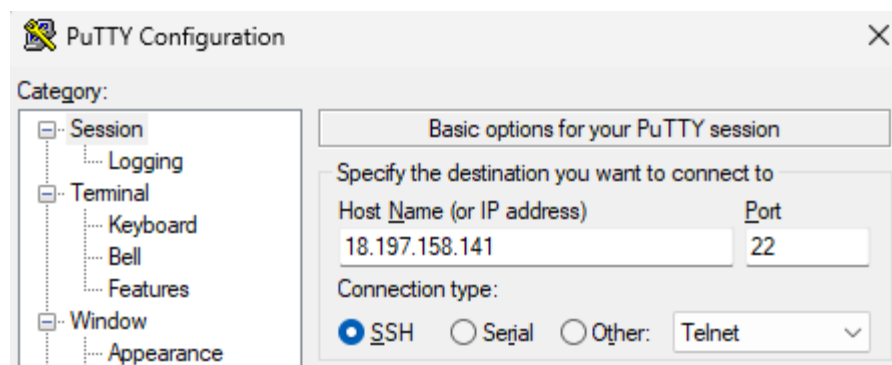 PuTTY Configuration
Category:
Session
Logging
Terminal
Keyboard
Bell
Features
Window
Appearance
Basic options for your PuTTY session
Specify the destination you want to connect to
Host Name (or IP address) Port
18.197.158.141 22
Connection type:
SSH Serial Other: Telnet